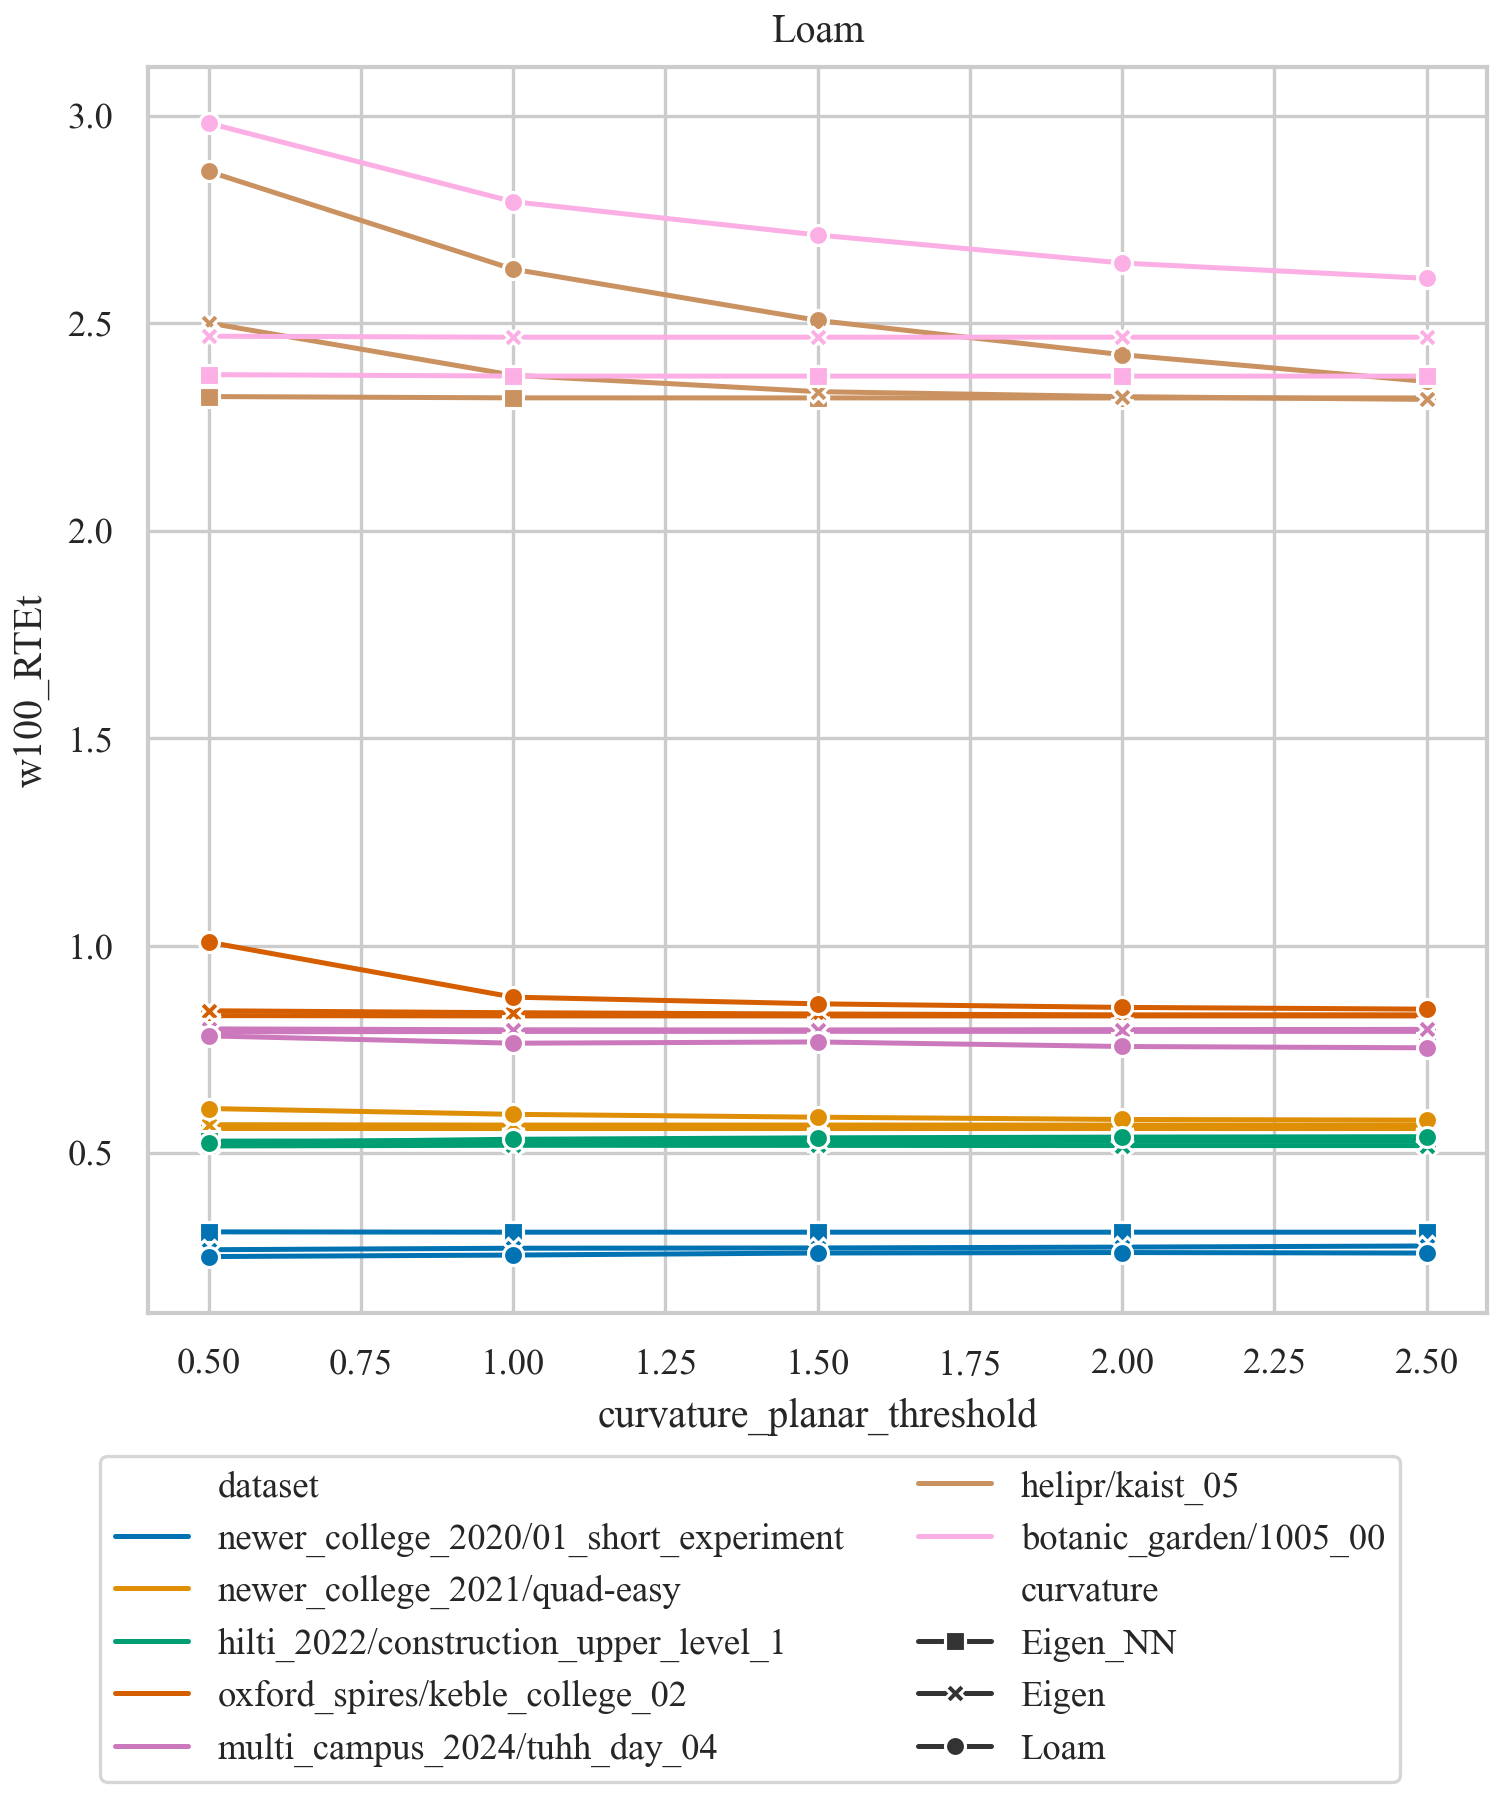 Loam
3.0
2.5
2.0
1.5
1.0
0.5
w100_RTEt
0.50 0.75 1.00 1.25 1.50 1.75 2.00 2.25 2.50
curvature_planar_threshold
dataset
newer_college_2020/01_short_experiment
newer_college_2021/quad-easy
hilti_2022/construction_upper_level_1
oxford_spires/keble_college_02
multi_campus_2024/tuhh_day_04
helipr/kaist_05
botanic_garden/1005_00
curvature
Eigen_NN
Eigen
Loam